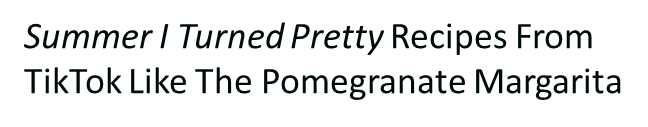 Summer I Turned Pretty Recipes From
TikTok Like The Pomegranate Margarita